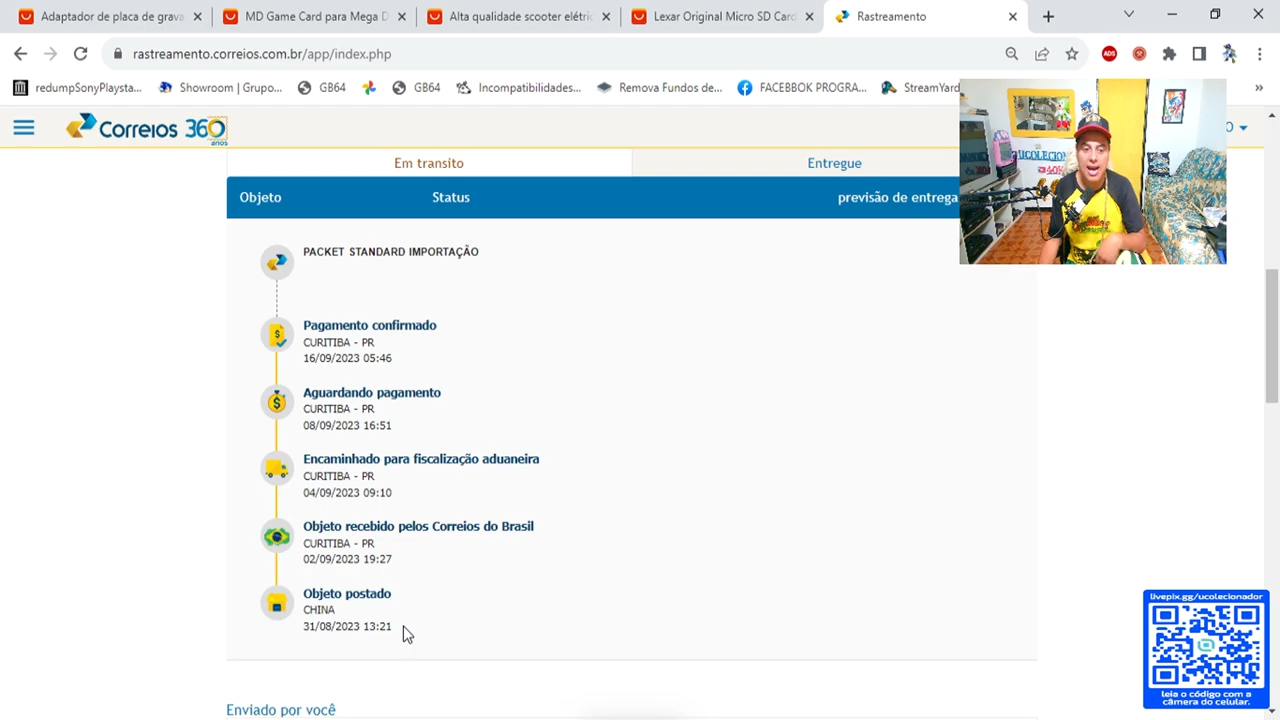 Adaptador de placa de grava
MD Game Card para Mega D
Alta qualidade scooter elétri
Lexar Original Micro SD Card
Rastreamento
rastreamento.correios.com.br/app/index.php
ADS
redumpSonyPlaysta...
Showroom | Grupo...
GB64
GB64
Incompatibilidades...
Remova Fundos de...
FACEBBOK PROGRA...
StreamYard
»
Correios 360
anos
Em transito
Entregue
Objeto
Status
previsão de entrega
PACKET STANDARD IMPORTAÇÃO
Pagamento confirmado
CURITIBA - PR
16/09/2023 05:46
Aguardando pagamento
CURITIBA - PR
08/09/2023 16:51
Encaminhado para fiscalização aduaneira
CURITIBA - PR
04/09/2023 09:10
Objeto recebido pelos Correios do Brasil
CURITIBA - PR
02/09/2023 19:27
Objeto postado
CHINA
31/08/2023 13:21
Enviado por você
livepix.gg/ucolecionador
leia o código com a
câmera do celular.